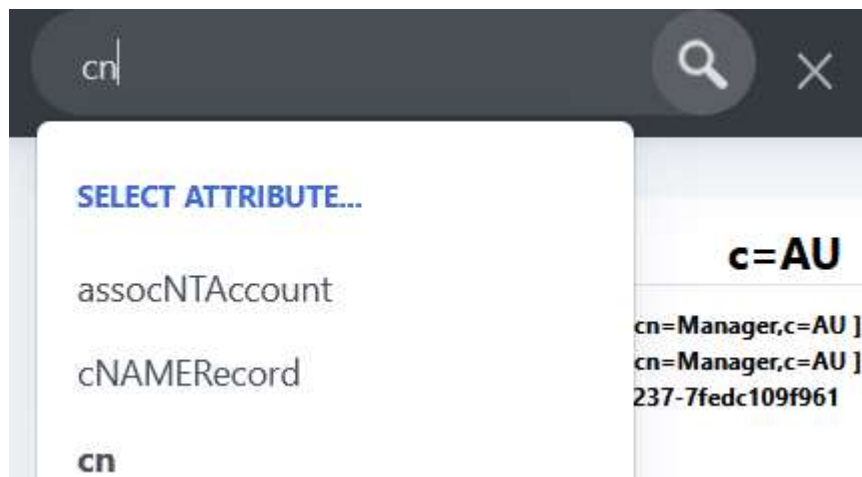 cn
SELECT ATTRIBUTE...
assocNTAccount
cNAMERecord
cn
c=AU
cn=Manager,c=AU ]
cn=Manager,c=AU ]
237-7fedc109f961